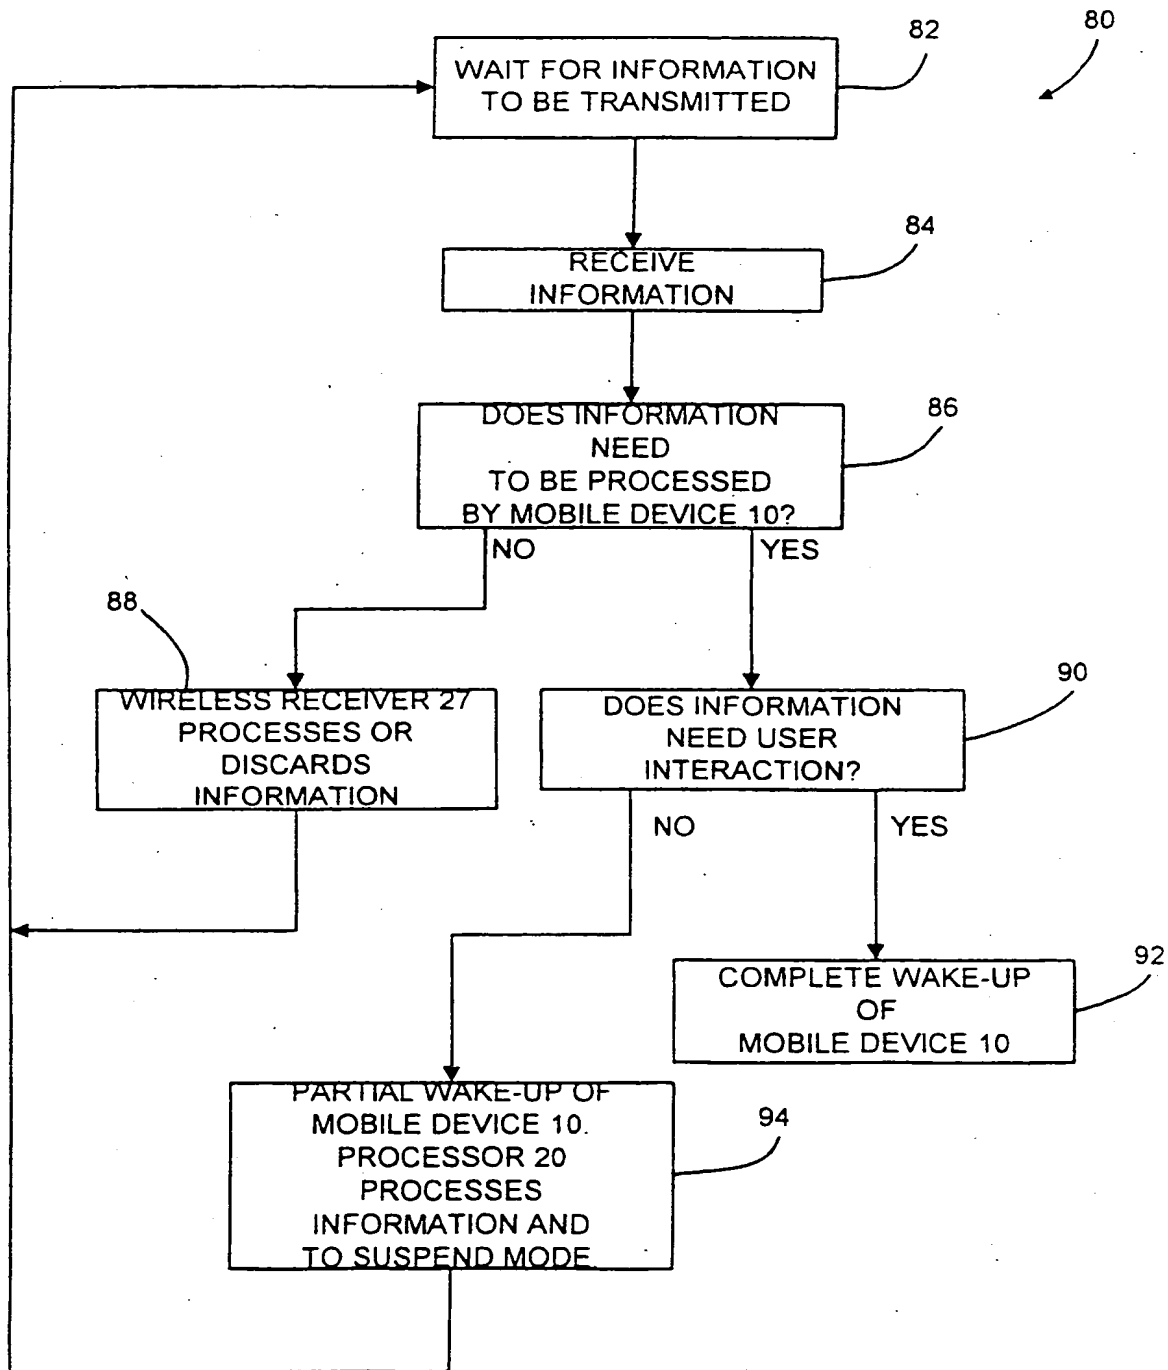 82
80
WAIT FOR INFORMATION
TO BE TRANSMITTED
84
RECEIVE
INFORMATION
86
DOES INFORMATION
NEED
TO BE PROCESSED
BY MOBILE DEVICE 10?
NO
YES
88
WIRELESS RECEIVER 27
PROCESSES OR
DISCARDS
INFORMATION
90
DOES INFORMATION
NEED USER
INTERACTION?
NO
YES
92
COMPLETE WAKE-UP
OF
MOBILE DEVICE 10
PARTIAL WAKE-UP OF
MOBILE DEVICE 10.
PROCESSOR 20
PROCESSES
INFORMATION AND
TO SUSPEND MODE.
94